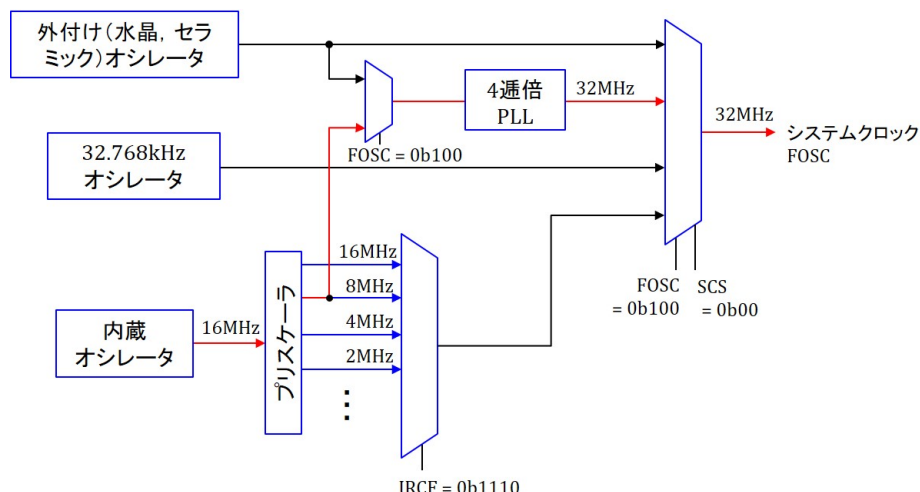 外付け（水晶，セラ
ミック）オシレータ
4逓倍
PLL
32MHz
32MHz
システムクロック
FOSC
FOSC = 0b100
32.768kHz
オシレータ
16MHz
8MHz
4MHz
2MHz
⋮
プリスケーラ
内蔵
オシレータ
16MHz
FOSC
= 0b100
SCS
= 0b00
IRCF = 0b1110